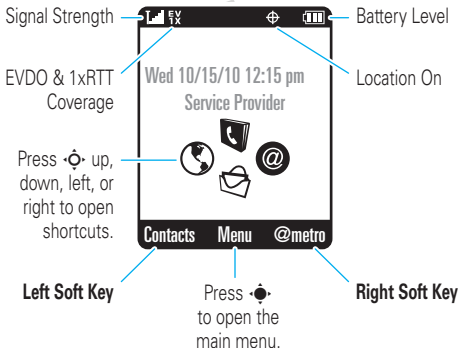 Signal Strength
EV
1X
Battery Level
EVDO & 1xRTT
Coverage
Location On
Wed 10/15/10 12:15 pm
Service Provider
@
Press up,
down, left, or
right to open
shortcuts.
Contacts Menu @metro
Left Soft Key
Press
to open the
main menu.
Right Soft Key